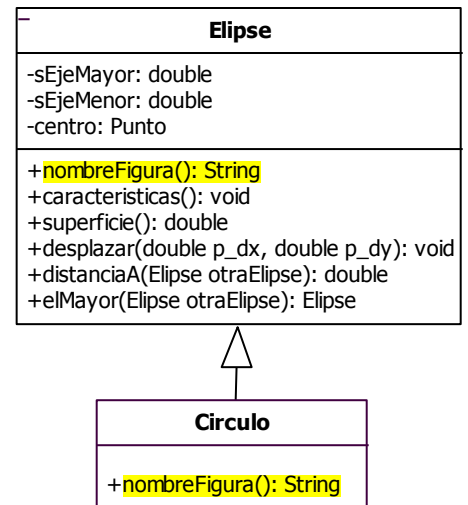 Elipse
-sEjeMayor: double
-sEjeMenor: double
-centro: Punto
+nombreFigura(): String
+caracteristicas(): void
+superficie(): double
+desplazar(double p_dx, double p_dy): void
+distanciaA(Elipse otraElipse): double
+elMayor(Elipse otraElipse): Elipse
Circulo
+nombreFigura(): String